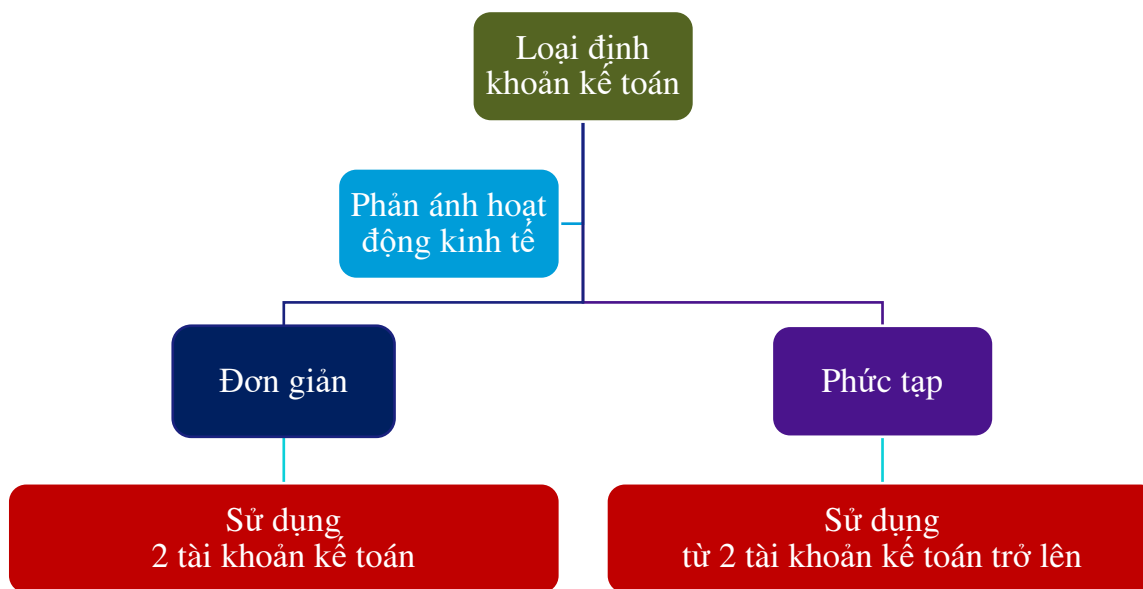 Loại định
khoản kế toán
Phản ánh hoạt
động kinh tế
Đơn giản
Phức tạp
Sử dụng
2 tài khoản kế toán
Sử dụng
từ 2 tài khoản kế toán trở lên